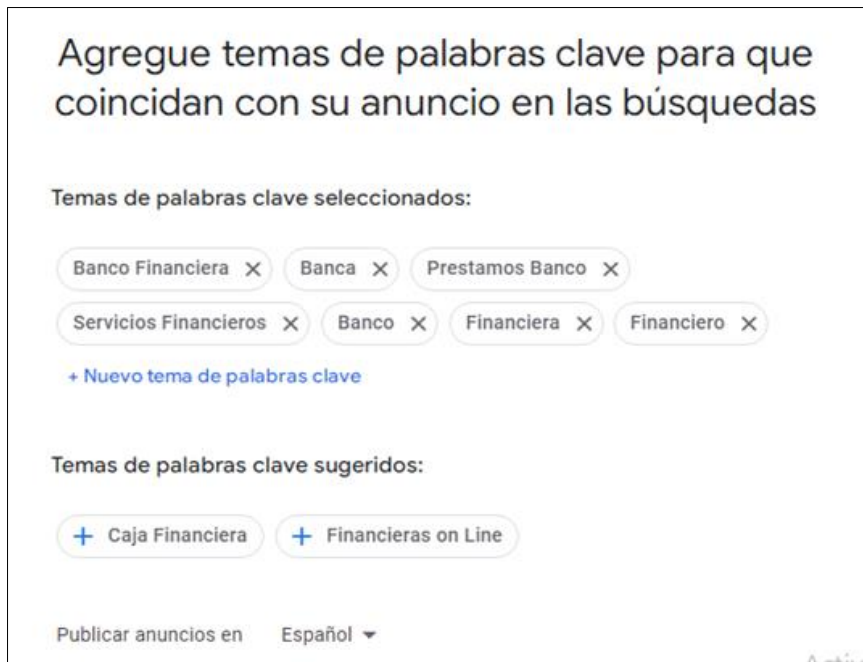 Agregue temas de palabras clave para que
coincidan con su anuncio en las búsquedas
Temas de palabras clave seleccionados:
Banco Financiera × Banca × Prestamos Banco ×
Servicios Financieros × Banco × Financiera × Financiero ×
+ Nuevo tema de palabras clave
Temas de palabras clave sugeridos:
+ Caja Financiera + Financieras on Line
Publicar anuncios en Español